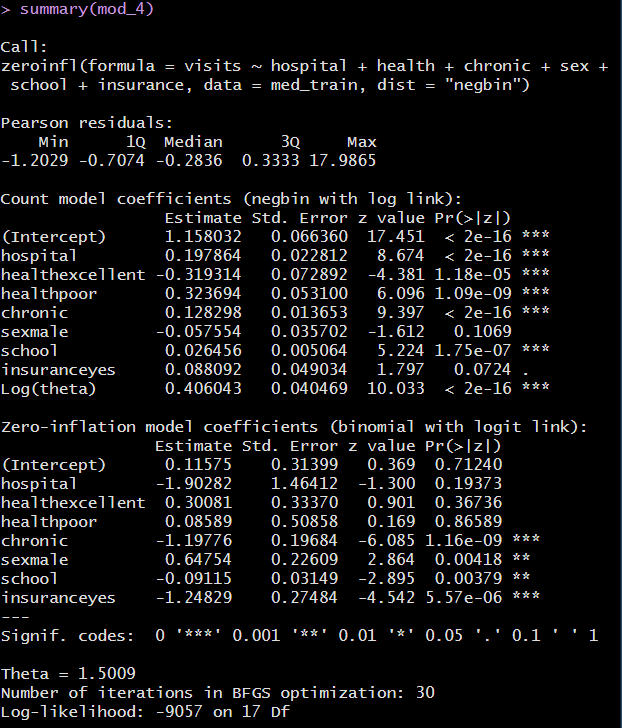 > summary(mod_4)

Call:
zeroinfl(formula = visits ~ hospital + health + chronic + sex +
 school + insurance, data = med_train, dist = "negbin")

Pearson residuals:
    Min      1Q  Median      3Q     Max
-1.2029 -0.7074 -0.2836  0.3333 17.9865

Count model coefficients (negbin with log link):
                 Estimate Std. Error z value Pr(>|z|)
(Intercept)      1.158032   0.066360  17.451  < 2e-16 ***
hospital         0.197864   0.022812   8.674  < 2e-16 ***
healthexcellent -0.319314   0.072892  -4.381 1.18e-05 ***
healthpoor       0.323694   0.053100   6.096 1.09e-09 ***
chronic          0.128298   0.013653   9.397  < 2e-16 ***
sexmale         -0.057554   0.035702  -1.612   0.1069
school           0.026456   0.005064   5.224 1.75e-07 ***
insuranceyes     0.088092   0.049034   1.797   0.0724 .
Log(theta)       0.406043   0.040469  10.033  < 2e-16 ***

Zero-inflation model coefficients (binomial with logit link):
                Estimate Std. Error z value Pr(>|z|)
(Intercept)      0.11575    0.31399   0.369  0.71240
hospital        -1.90282    1.46412  -1.300  0.19373
healthexcellent  0.30081    0.33370   0.901  0.36736
healthpoor       0.08589    0.50858   0.169  0.86589
chronic         -1.19776    0.19684  -6.085 1.16e-09 ***
sexmale          0.64754    0.22609   2.864  0.00418 **
school          -0.09115    0.03149  -2.895  0.00379 **
insuranceyes    -1.24829    0.27484  -4.542 5.57e-06 ***
---
Signif. codes:  0 '***' 0.001 '**' 0.01 '*' 0.05 '.' 0.1 ' ' 1

Theta = 1.5009
Number of iterations in BFGS optimization: 30
Log-likelihood: -9057 on 17 Df